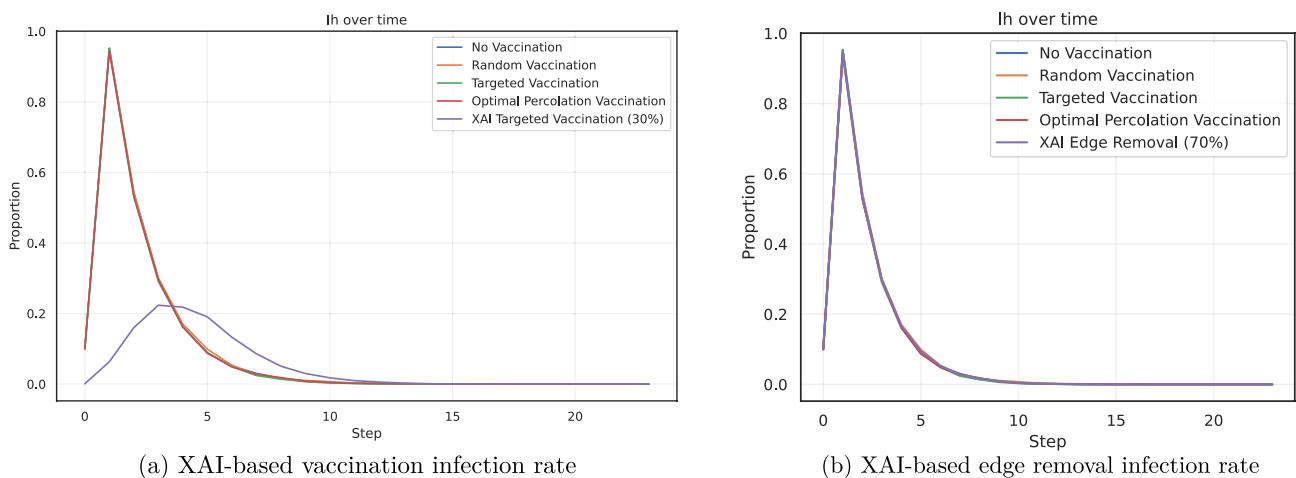 Ih over time
1.0
0.8
0.6
0.4
0.2
0.0
Proportion
No Vaccination
Random Vaccination
Targeted Vaccination
Optimal Percolation Vaccination
XAI Targeted Vaccination (30%)
0 5 10 15 20
Step
(a) XAI-based vaccination infection rate
Ih over time
1.0
0.8
0.6
0.4
0.2
0.0
Proportion
No Vaccination
Random Vaccination
Targeted Vaccination
Optimal Percolation Vaccination
XAI Edge Removal (70%)
0 5 10 15 20
Step
(b) XAI-based edge removal infection rate